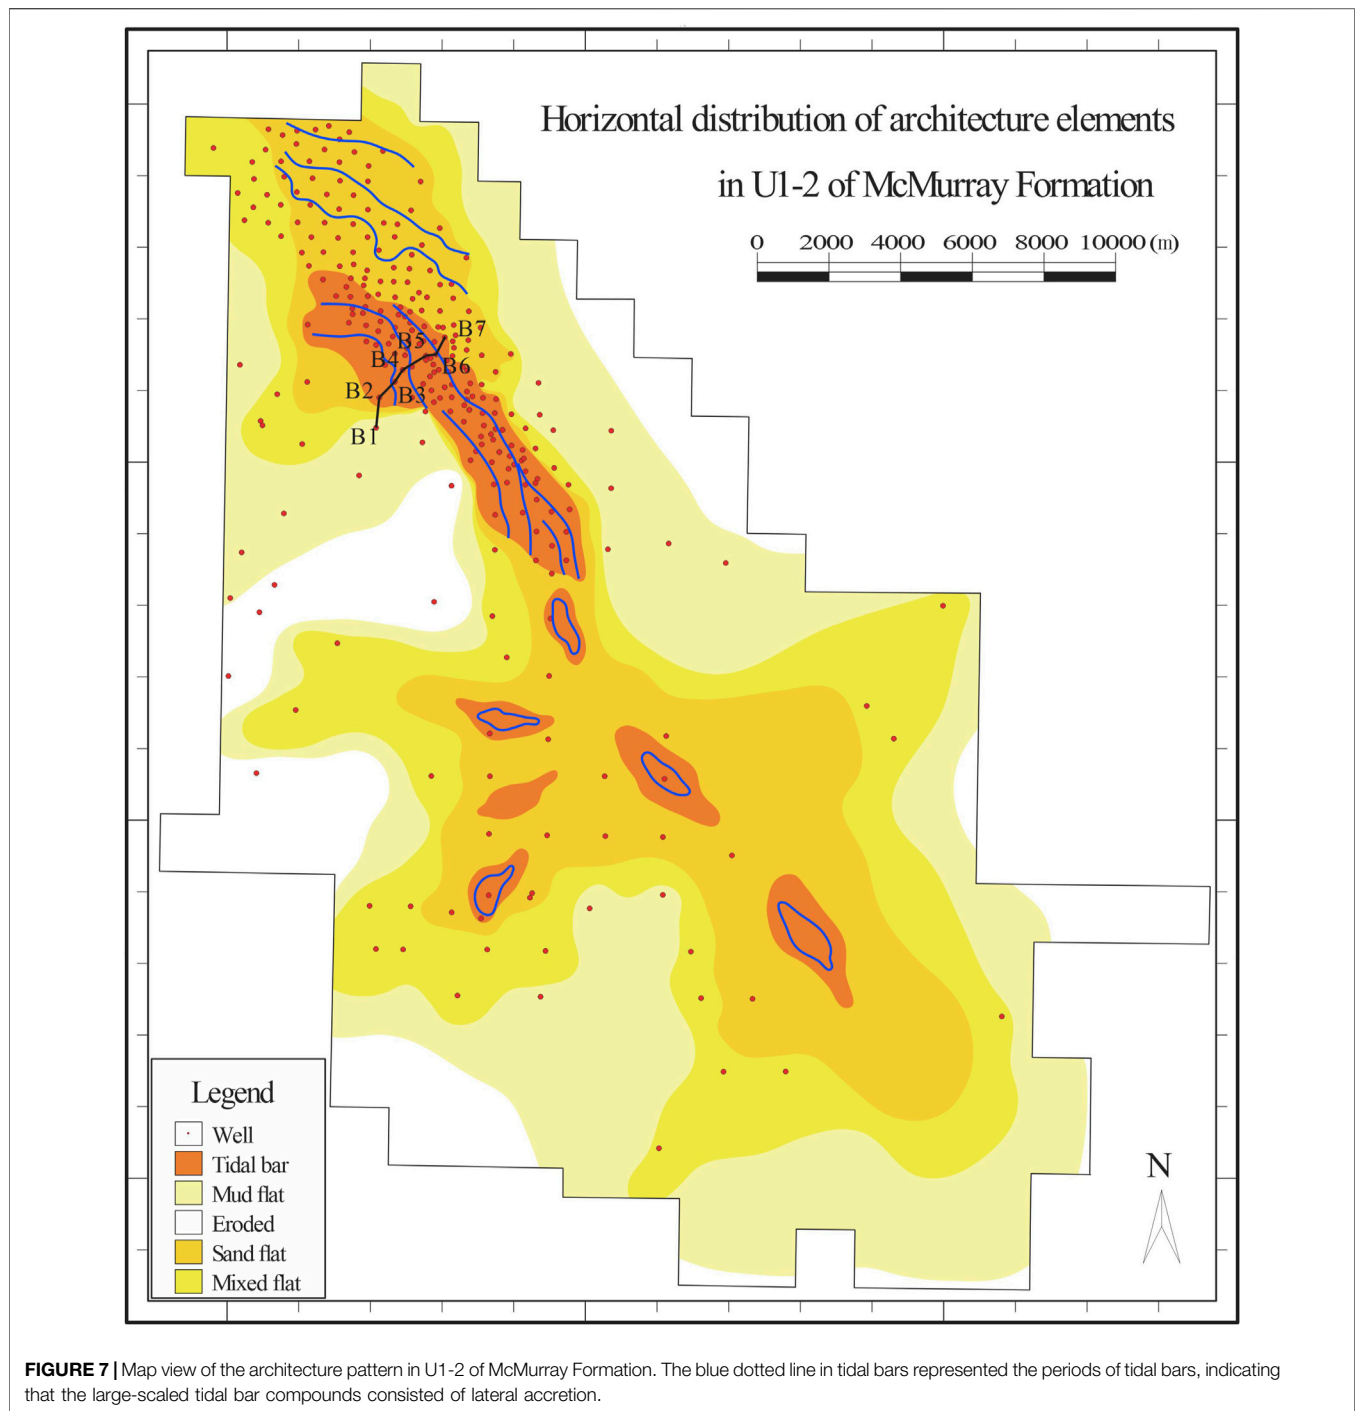 Horizontal distribution of architecture elements
in U1-2 of McMurray Formation
0 2000 4000 6000 8000 10000 (m)
B7
B5
B4
B6
B2
B3
B1
Legend
Well
Tidal bar
Mud flat
Eroded
Sand flat
Mixed flat
N
FIGURE 7 | Map view of the architecture pattern in U1-2 of McMurray Formation. The blue dotted line in tidal bars represented the periods of tidal bars, indicating
that the large-scaled tidal bar compounds consisted of lateral accretion.